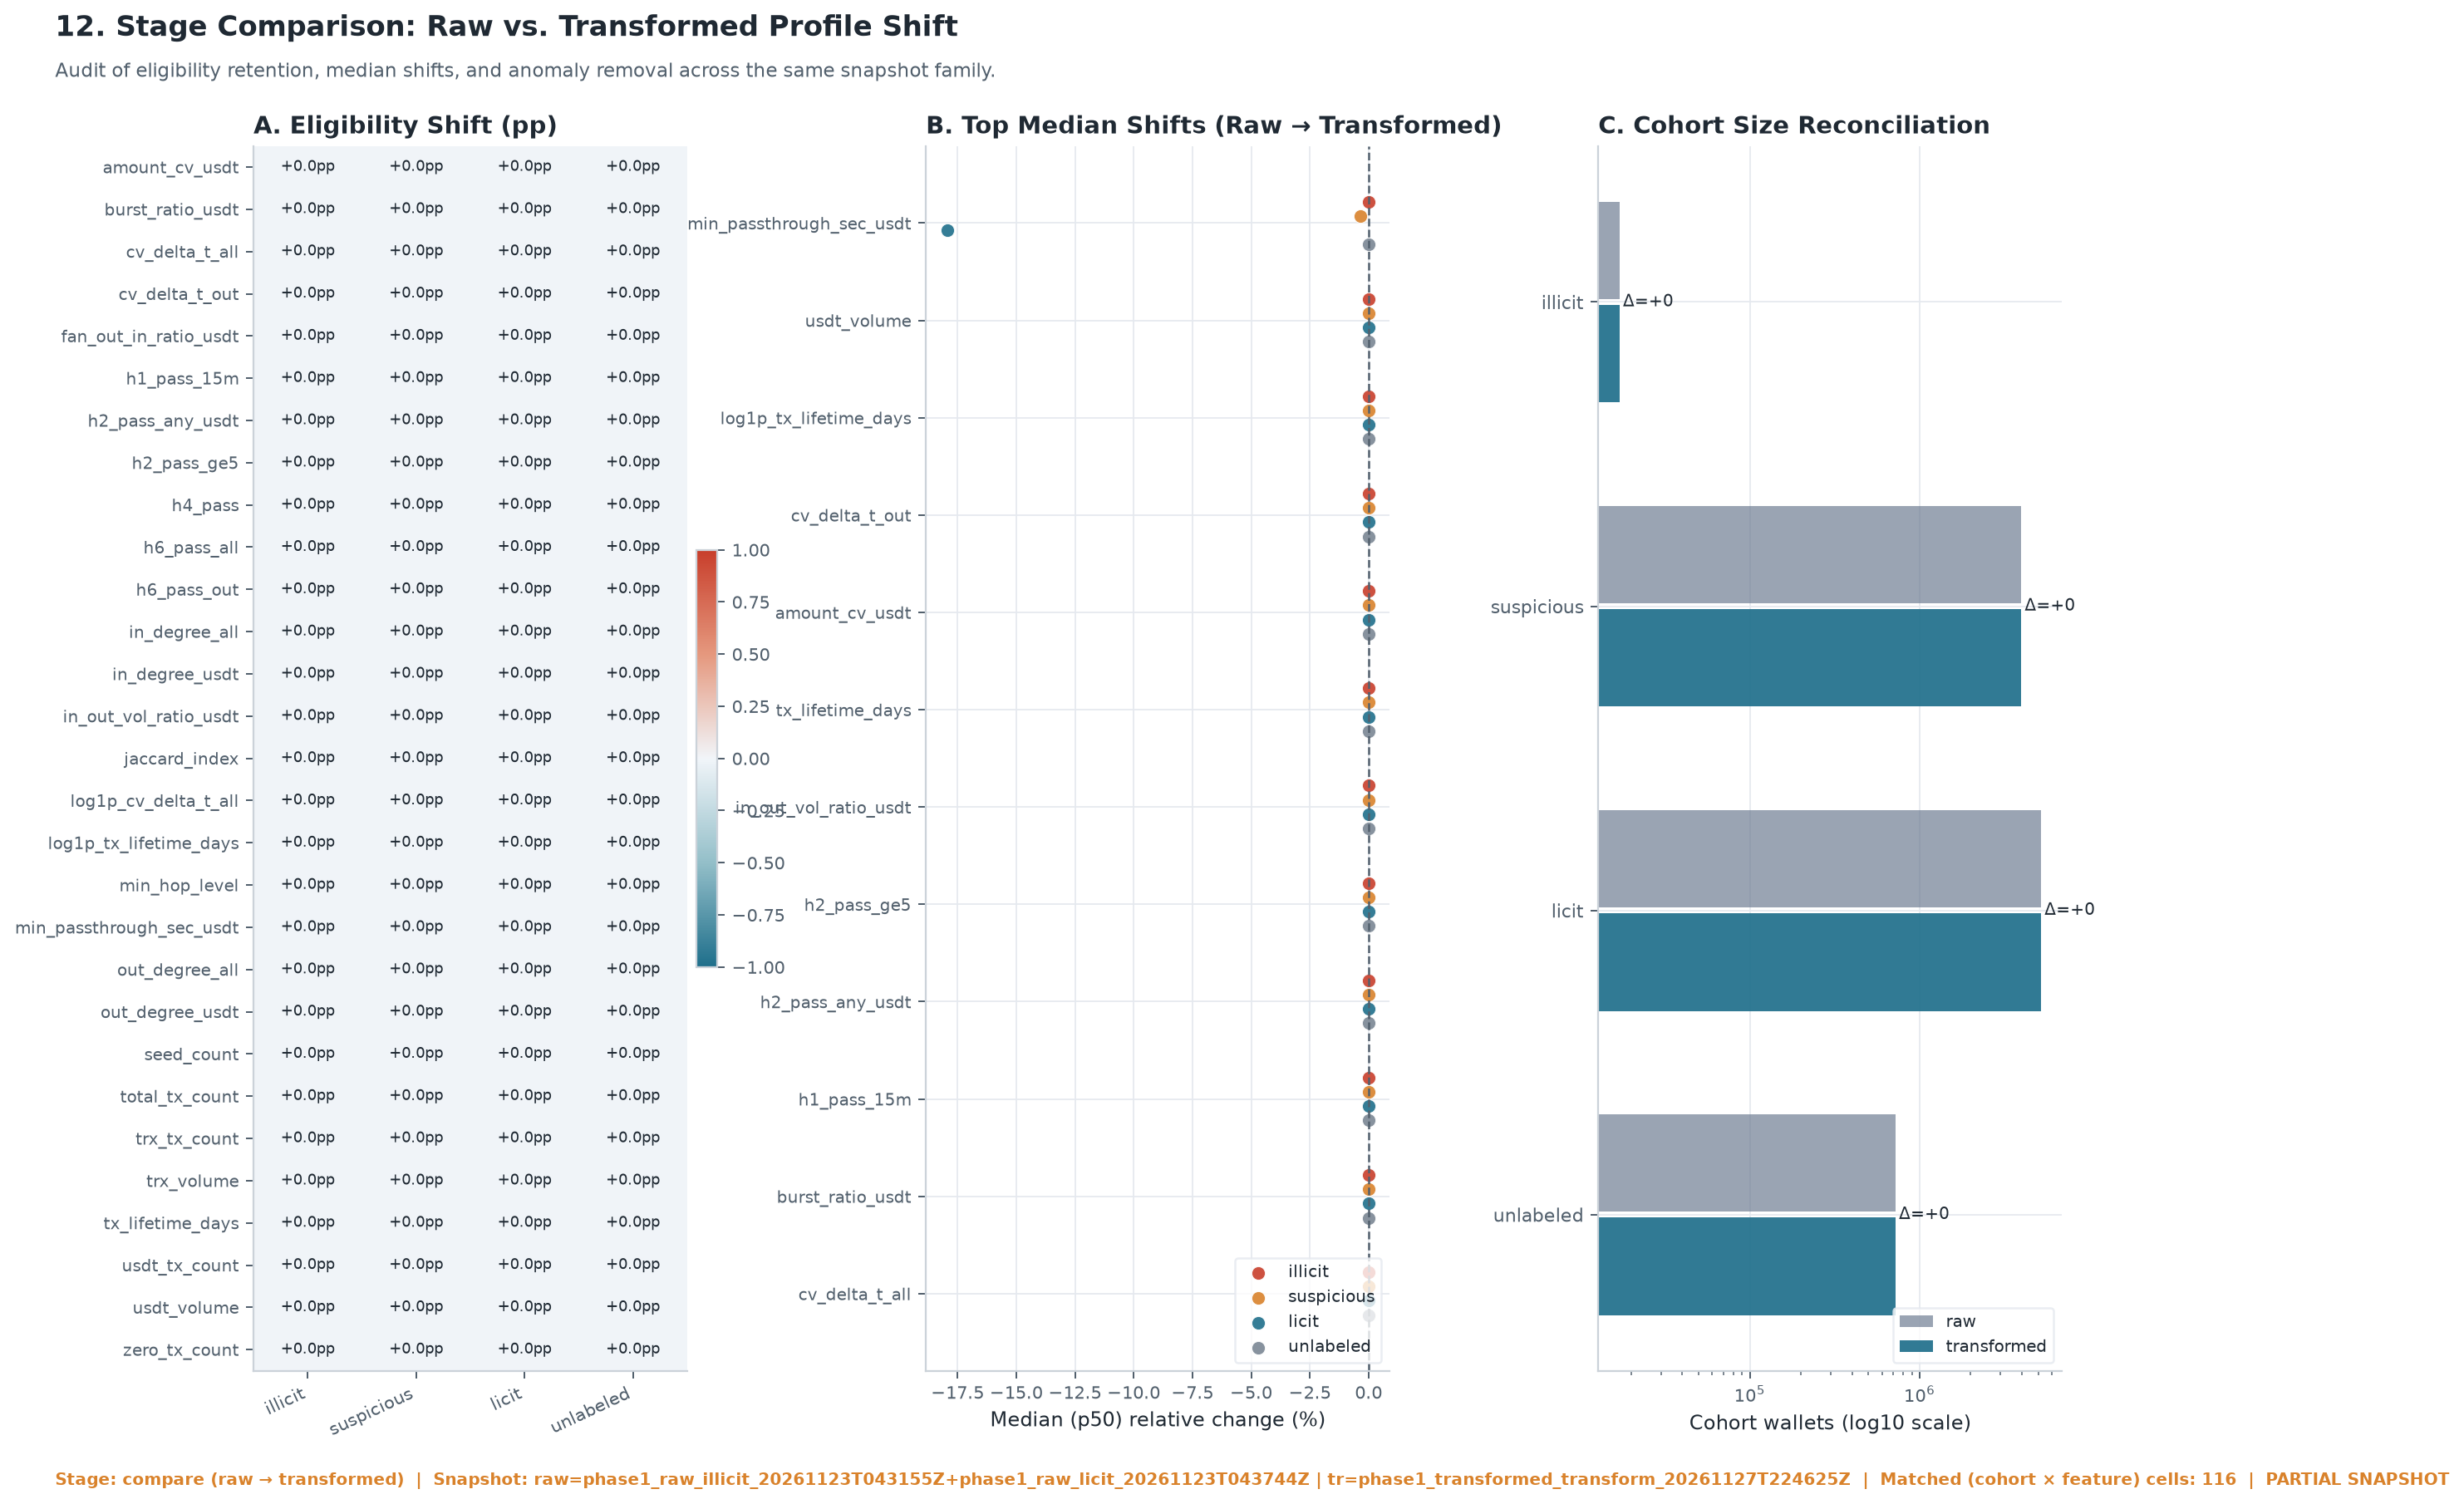 12. Stage Comparison: Raw vs. Transformed Profile Shift
Audit of eligibility retention, median shifts, and anomaly removal across the same snapshot family.
A. Eligibility Shift (pp)
amount_cv_usdt +0.0pp +0.0pp +0.0pp +0.0pp
burst_ratio_usdt +0.0pp +0.0pp +0.0pp +0.0pp
cv_delta_t_all +0.0pp +0.0pp +0.0pp +0.0pp
cv_delta_t_out +0.0pp +0.0pp +0.0pp +0.0pp
fan_out_in_ratio_usdt +0.0pp +0.0pp +0.0pp +0.0pp
h1_pass_15m +0.0pp +0.0pp +0.0pp +0.0pp
h2_pass_any_usdt +0.0pp +0.0pp +0.0pp +0.0pp
h2_pass_ge5 +0.0pp +0.0pp +0.0pp +0.0pp
h4_pass +0.0pp +0.0pp +0.0pp +0.0pp
h6_pass_all +0.0pp +0.0pp +0.0pp +0.0pp
h6_pass_out +0.0pp +0.0pp +0.0pp +0.0pp
in_degree_all +0.0pp +0.0pp +0.0pp +0.0pp
in_degree_usdt +0.0pp +0.0pp +0.0pp +0.0pp
in_out_vol_ratio_usdt +0.0pp +0.0pp +0.0pp +0.0pp
jaccard_index +0.0pp +0.0pp +0.0pp +0.0pp
log1p_cv_delta_t_all +0.0pp +0.0pp +0.0pp +0.0pp
log1p_tx_lifetime_days +0.0pp +0.0pp +0.0pp +0.0pp
min_hop_level +0.0pp +0.0pp +0.0pp +0.0pp
min_passthrough_sec_usdt +0.0pp +0.0pp +0.0pp +0.0pp
out_degree_all +0.0pp +0.0pp +0.0pp +0.0pp
out_degree_usdt +0.0pp +0.0pp +0.0pp +0.0pp
seed_count +0.0pp +0.0pp +0.0pp +0.0pp
total_tx_count +0.0pp +0.0pp +0.0pp +0.0pp
trx_tx_count +0.0pp +0.0pp +0.0pp +0.0pp
trx_volume +0.0pp +0.0pp +0.0pp +0.0pp
tx_lifetime_days +0.0pp +0.0pp +0.0pp +0.0pp
usdt_tx_count +0.0pp +0.0pp +0.0pp +0.0pp
usdt_volume +0.0pp +0.0pp +0.0pp +0.0pp
zero_tx_count +0.0pp +0.0pp +0.0pp +0.0pp
illicit suspicious licit unlabeled
1.00
0.75
0.50
0.25
0.00
−0.25
−0.50
−0.75
−1.00
B. Top Median Shifts (Raw → Transformed)
min_passthrough_sec_usdt
usdt_volume
log1p_tx_lifetime_days
cv_delta_t_out
amount_cv_usdt
tx_lifetime_days
in_out_vol_ratio_usdt
h2_pass_ge5
h2_pass_any_usdt
h1_pass_15m
burst_ratio_usdt
cv_delta_t_all
illicit
suspicious
licit
unlabeled
−17.5 −15.0 −12.5 −10.0 −7.5 −5.0 −2.5 0.0
Median (p50) relative change (%)
C. Cohort Size Reconciliation
illicit Δ=+0
suspicious Δ=+0
licit Δ=+0
unlabeled Δ=+0
raw
transformed
10⁵ 10⁶
Cohort wallets (log10 scale)
Stage: compare (raw → transformed) | Snapshot: raw=phase1_raw_illicit_20261123T043155Z+phase1_raw_licit_20261123T043744Z | tr=phase1_transformed_transform_20261127T224625Z | Matched (cohort × feature) cells: 116 | PARTIAL SNAPSHOT